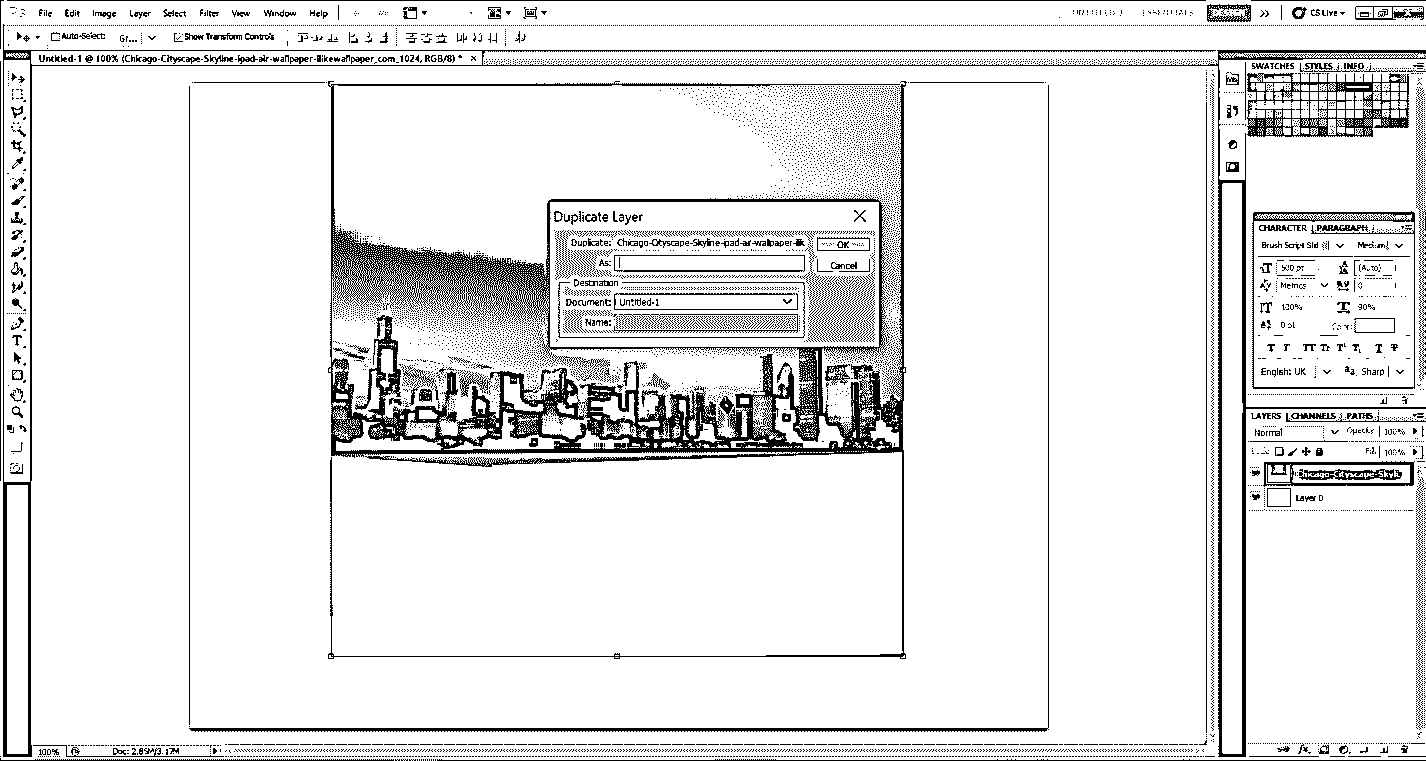 File Edit Image Layer Select Filter View Window Help
CS Live
Auto-Select: Gr... Show Transform Controls
Untitled-1 @ 100% (Chicago-Cityscape-Skyline-ipad-air-wallpaper-ilikewallpaper_com_1024, RGB/8) *
SWATCHES STYLES INFO
Duplicate Layer
Duplicate: Chicago-Cityscape-Skyline-ipad-air-wallpaper-ilik
OK
As:
Cancel
Destination
Document: Untitled-1
Name:
CHARACTER PARAGRAPH
Brush Script Std Medium
500 pt (Auto)
Metrics 0
100% 90%
0 pt Color:
English: UK aa Sharp
LAYERS CHANNELS PATHS
Normal Opacity: 100%
Fill: 100%
Chicago-Cityscape-Skyli
Layer 0
100% Doc: 2.85M/3.17M